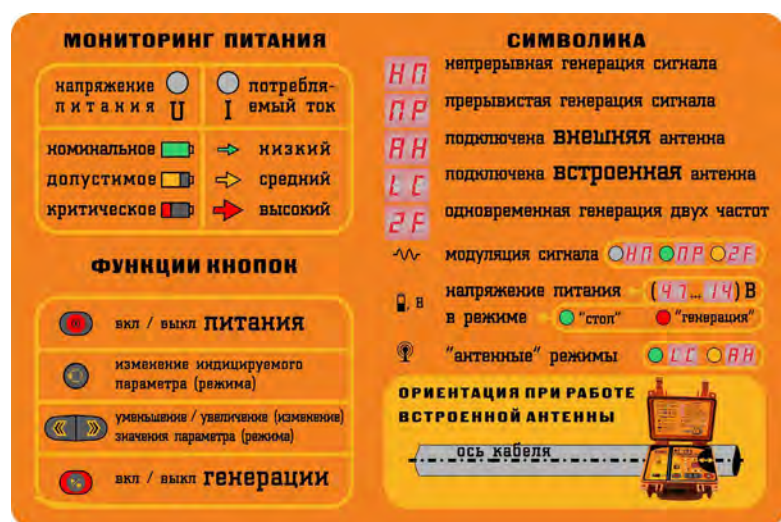 МОНИТОРИНГ ПИТАНИЯ
напряжение питания U
I потребля-
емый ток
номинальное
низкий
допустимое
средний
критическое
высокий
ФУНКЦИИ КНОПОК
вкл / выкл ПИТАНИЯ
изменение индицируемого
параметра (режима)
уменьшение / увеличение (изменение)
значения параметра (режима)
вкл / выкл генерации
СИМВОЛИКА
НП непрерывная генерация сигнала
ПР прерывистая генерация сигнала
АН подключена внешняя антенна
LC подключена встроенная антенна
2F одновременная генерация двух частот
модуляция сигнала НП ПР 2F
, В напряжение питания (47... 14) В
в режиме "стоп" "генерация"
"антенные" режимы LC АН
ОРИЕНТАЦИЯ ПРИ РАБОТЕ
ВСТРОЕННОЙ АНТЕННЫ
ось кабеля